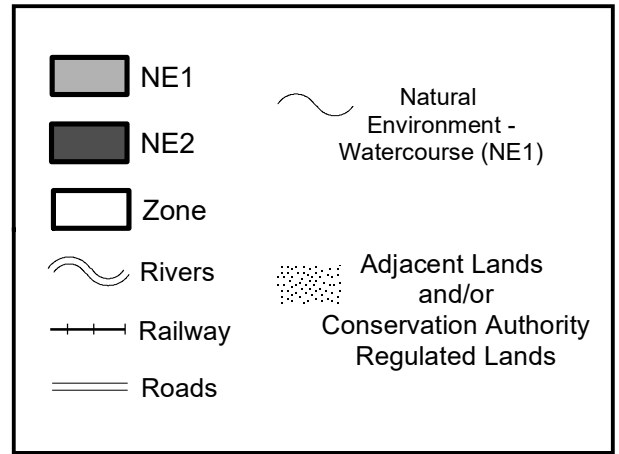 NE1
NE2
Zone
Rivers
Railway
Roads
Natural
Environment -
Watercourse (NE1)
Adjacent Lands
and/or
Conservation Authority
Regulated Lands